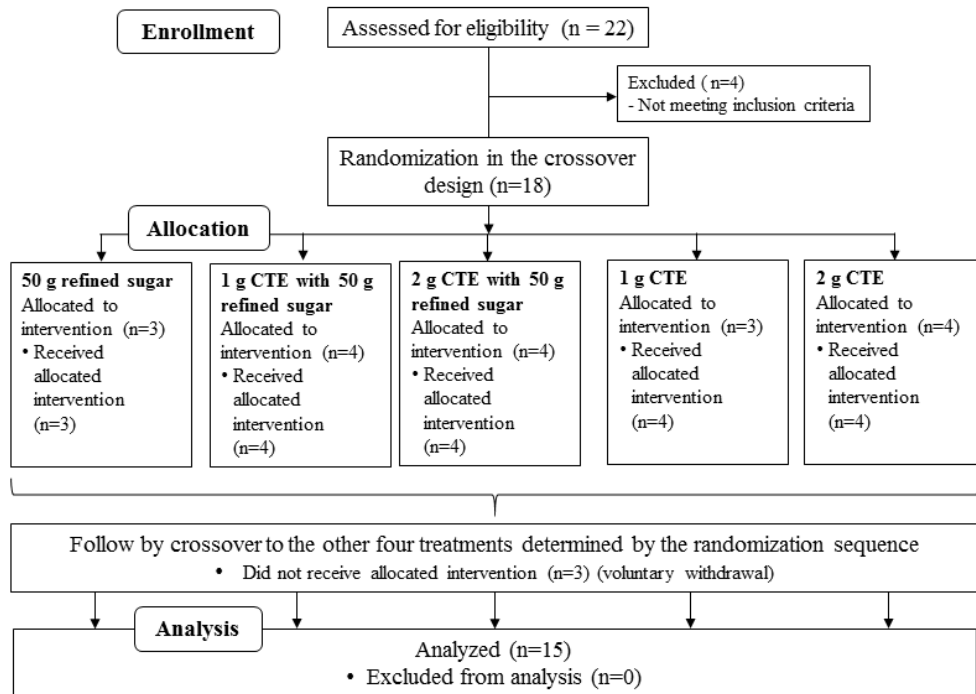 Enrollment
Assessed for eligibility (n = 22)
Excluded ( n=4)
- Not meeting inclusion criteria
Randomization in the crossover
design (n=18)
Allocation
50 g refined sugar
Allocated to
intervention (n=3)
• Received
allocated
intervention
(n=3)
1 g CTE with 50 g
refined sugar
Allocated to
intervention (n=4)
• Received
allocated
intervention
(n=4)
2 g CTE with 50 g
refined sugar
Allocated to
intervention (n=4)
• Received
allocated
intervention
(n=4)
1 g CTE
Allocated to
intervention (n=3)
• Received
allocated
intervention
(n=4)
2 g CTE
Allocated to
intervention (n=4)
• Received
allocated
intervention
(n=4)
Follow by crossover to the other four treatments determined by the randomization sequence
• Did not receive allocated intervention (n=3) (voluntary withdrawal)
Analysis
Analyzed (n=15)
• Excluded from analysis (n=0)